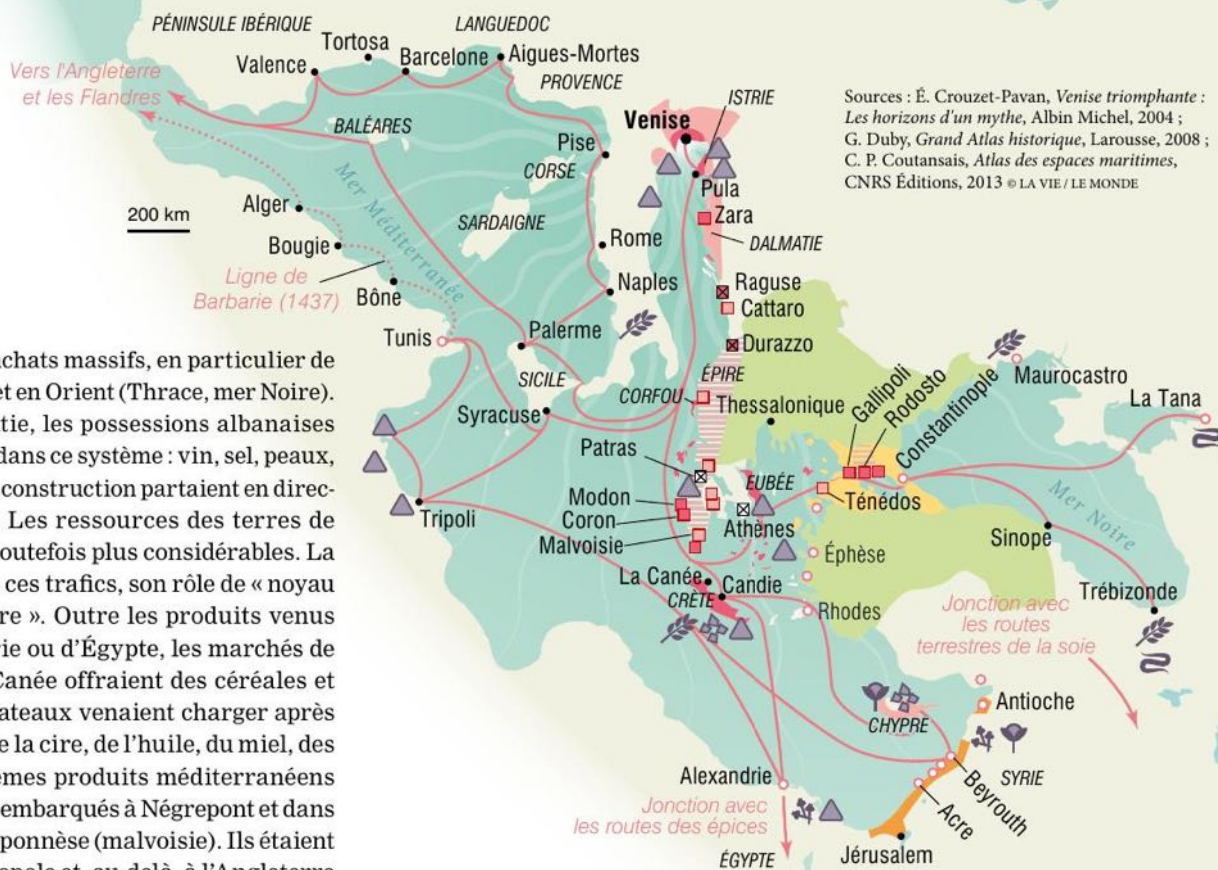 PÉNINSULE IBÉRIQUE
LANGUEDOC
Tortosa
Valence
Barcelone
Aigues-Mortes
PROVENCE
Vers l'Angleterre
et les Flandres
BALÉARES
ISTRIE
Venise
Pise
CORSE
Pula
Mer Méditerranée
Alger
SARDAIGNE
Zara
200 km
Bougie
Rome
DALMATIE
Ligne de
Barbarie (1437)
Bône
Naples
Raguse
Cattaro
Tunis
Palerme
Durazzo
SICILE
ÉPIRE
CORFOU
Thessalonique
Gallipoli
Rodosto
Constantinople
Maurocastro
La Tana
Syracuse
Patras
EUBÉE
Modon
Ténédos
Mer Noire
Coron
Athènes
Tripoli
Malvoisie
Sinope
Éphèse
La Canée
Candie
CRÈTE
Rhodes
Trébizonde
Jonction avec
les routes
terrestres de la soie
Antioche
CHYPRE
Alexandrie
SYRIE
Beyrouth
Acre
Jonction avec
les routes des épices
Jérusalem
ÉGYPTE
Sources : É. Crouzet-Pavan, Venise triomphante :
Les horizons d'un mythe, Albin Michel, 2004 ;
G. Duby, Grand Atlas historique, Larousse, 2008 ;
C. P. Coutansais, Atlas des espaces maritimes,
CNRS Éditions, 2013 © LA VIE / LE MONDE
chats massifs, en particulier de
et en Orient (Thrace, mer Noire).
tie, les possessions albanaises
dans ce système : vin, sel, peaux,
construction partaient en direc-
Les ressources des terres de
outefois plus considérables. La
ces trafics, son rôle de « noyau
re ». Outre les produits venus
rie ou d'Égypte, les marchés de
Canée offraient des céréales et
ateaux venaient charger après
e la cire, de l'huile, du miel, des
èmes produits méditerranéens
embarqués à Négrepont et dans
ponnèse (malvoisie). Ils étaient